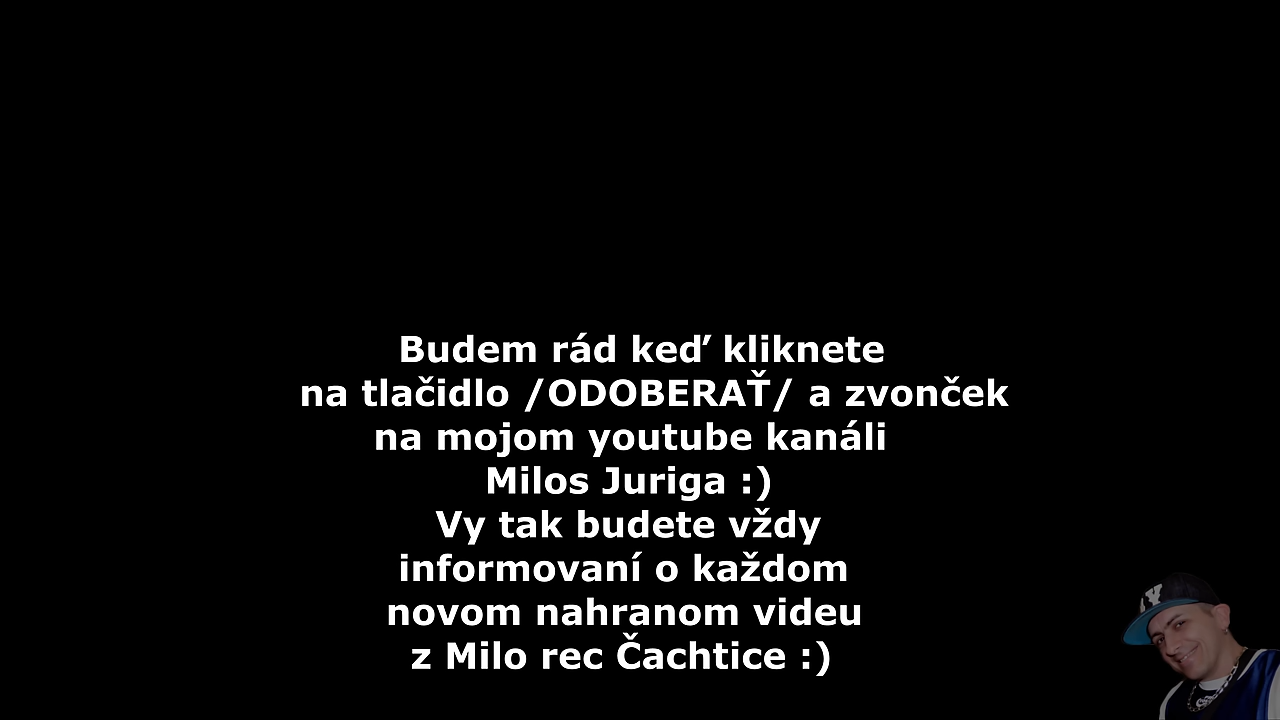 Budem rád keď kliknete
na tlačidlo /ODOBERAŤ/ a zvonček
na mojom youtube kanáli
Milos Juriga :)
Vy tak budete vždy
informovaní o každom
novom nahranom videu
z Milo rec Čachtice :)